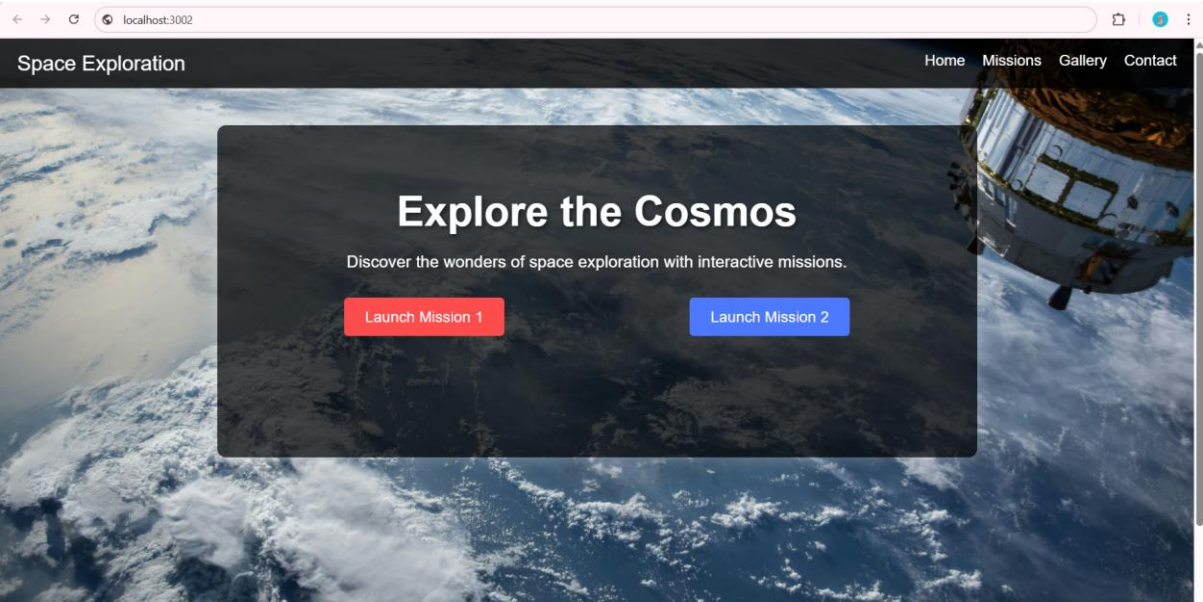 localhost:3002
Space Exploration
Home Missions Gallery Contact
Explore the Cosmos
Discover the wonders of space exploration with interactive missions.
Launch Mission 1
Launch Mission 2